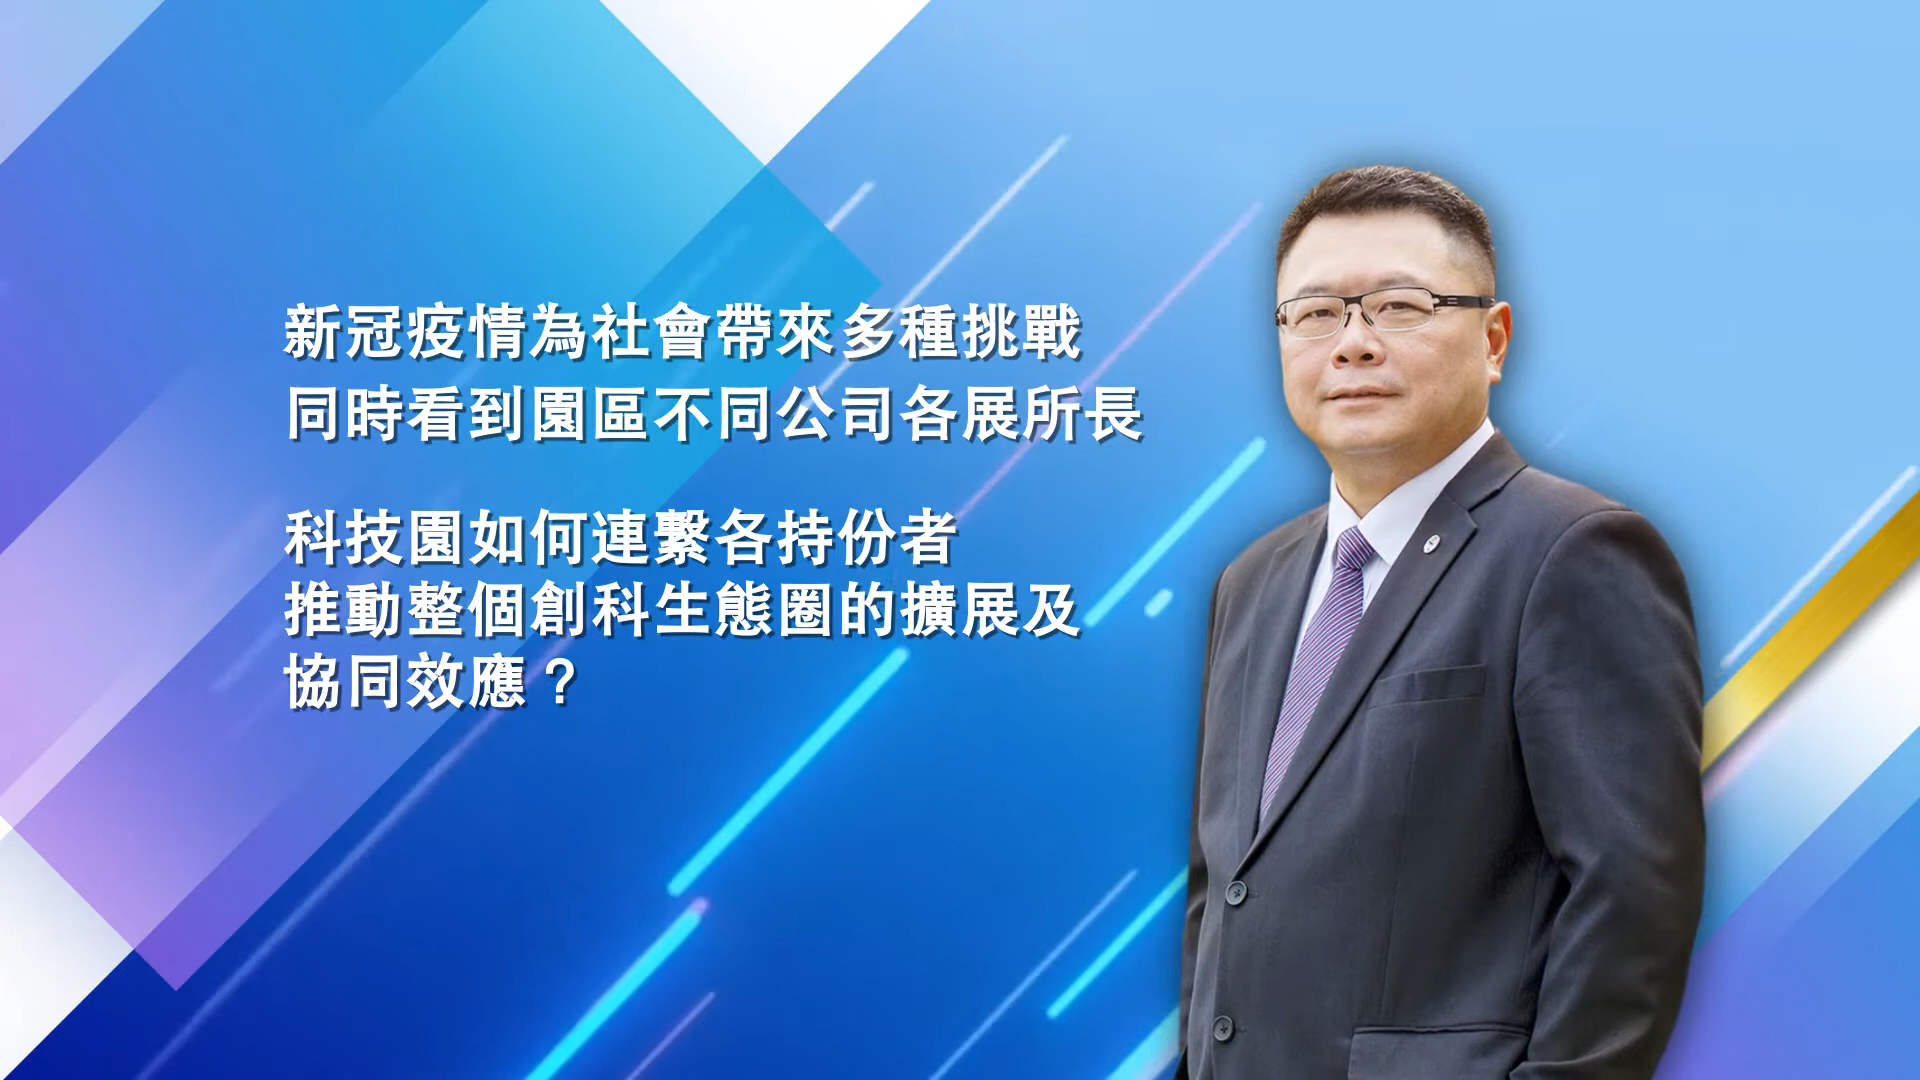 新冠疫情為社會帶來多種挑戰
同時看到園區不同公司各展所長
科技園如何連繫各持份者
推動整個創科生態圈的擴展及
協同效應？